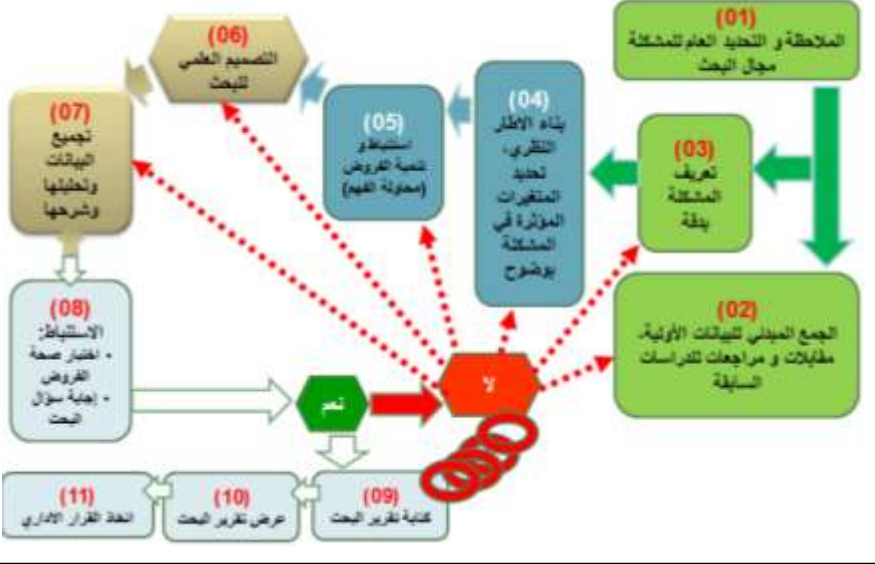 (01)
الملاحظة و التحديد العام للمشكلة
مجال البحث
(02)
الجمع المبدئي للبيانات الأولية،
مقابلات و مراجعات للدراسات
السابقة
(03)
تعريف
المشكلة
بدقة
(04)
بناء الاطار
النظري،
تحديد
المتغيرات
المؤثرة في
المشكلة
بوضوح
(05)
استنباط و
تنمية الفروض
(محاولة الفهم)
(06)
التصميم العلمي
للبحث
(07)
تجميع
البيانات
وتحليلها
وشرحها
(08)
الاستنباط:
• اختبار صحة
الفروض
• إجابة سؤال
البحث
نعم
لا
(09)
كتابة تقرير البحث
(10)
عرض تقرير البحث
(11)
اتخاذ القرار الاداري